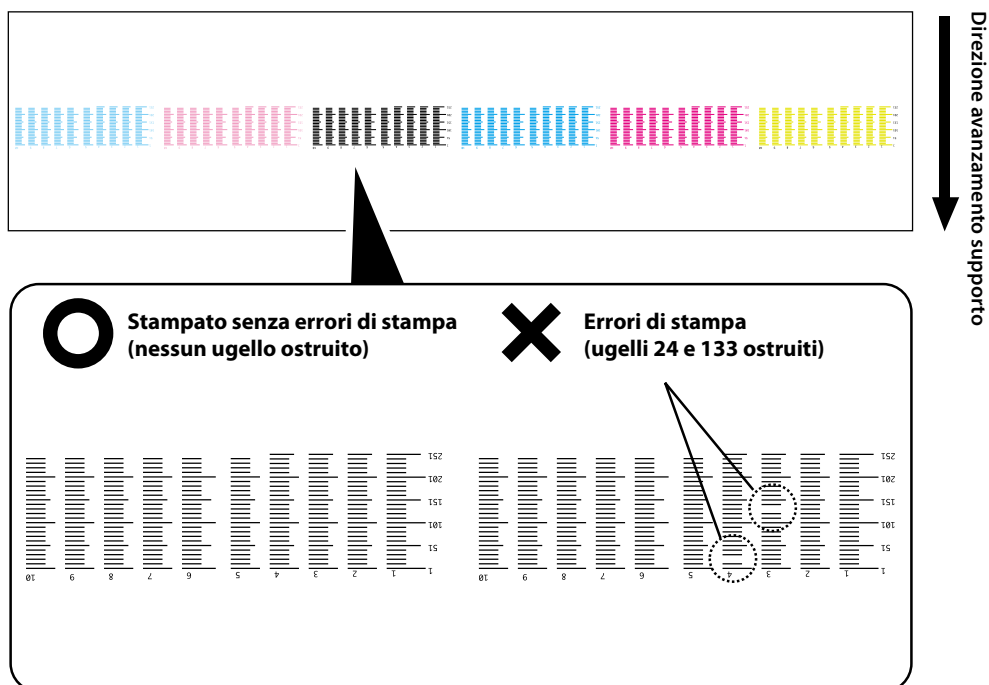 Direzione avanzamento supporto
Stampato senza errori di stampa
(nessun ugello ostruito)
Errori di stampa
(ugelli 24 e 133 ostruiti)
251
201
151
101
51
1
10 9 8 7 6 5 4 3 2 1
251
201
151
101
51
1
10 9 8 7 6 5 4 3 2 1